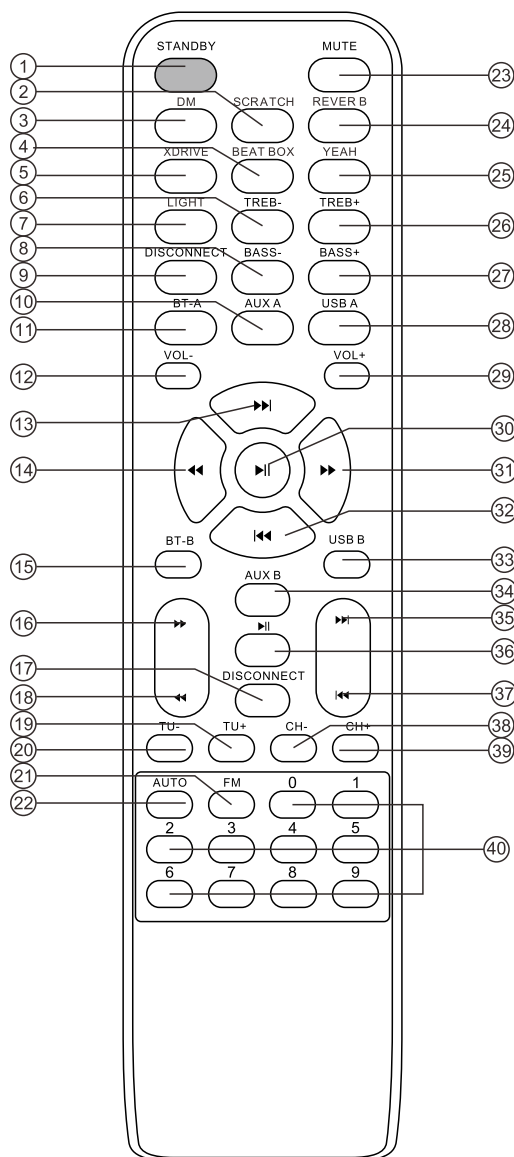 STANDBY MUTE
1
2 23
DM SCRATCH REVER B
3 24
4
XDRIVE BEAT BOX YEAH
5 25
6
LIGHT TREB- TREB+
7 26
8
DISCONNECT BASS- BASS+
9 27
10
BT-A AUX A USB A
11 28
VOL- VOL+
12 29
13
30
14 31
32
BT-B USB B
15 33
AUX B
34
16 35
36
17
DISCONNECT
18 37
19 38
TU- TU+ CH- CH+
20 39
21
AUTO FM 0 1
22
2 3 4 5
40
6 7 8 9